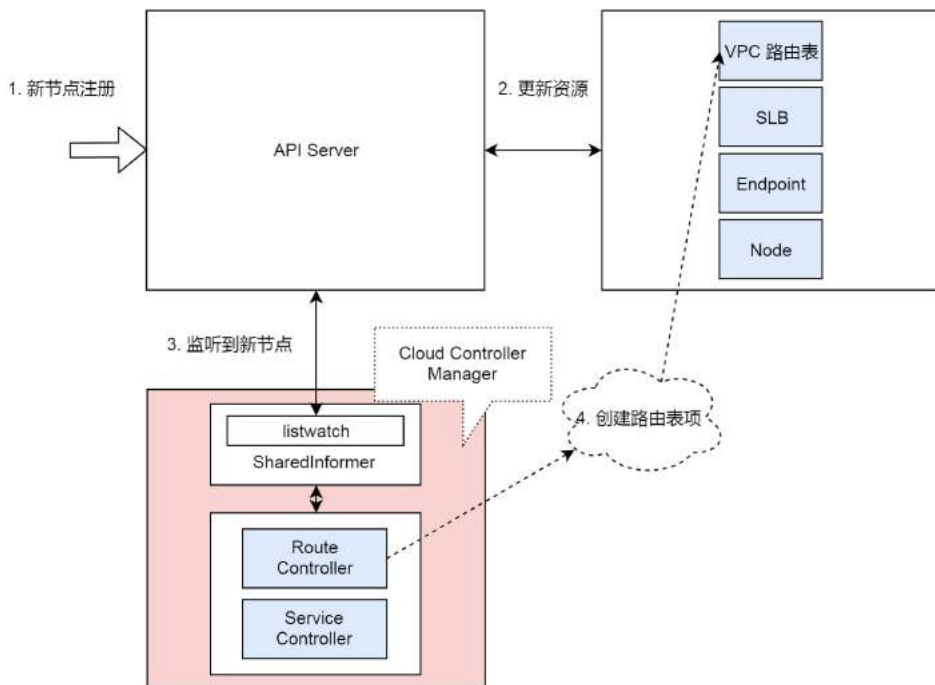 1. 新节点注册
API Server
2. 更新资源
VPC 路由表
SLB
Endpoint
Node
3. 监听到新节点
Cloud Controller
Manager
listwatch
SharedInformer
4. 创建路由表项
Route
Controller
Service
Controller